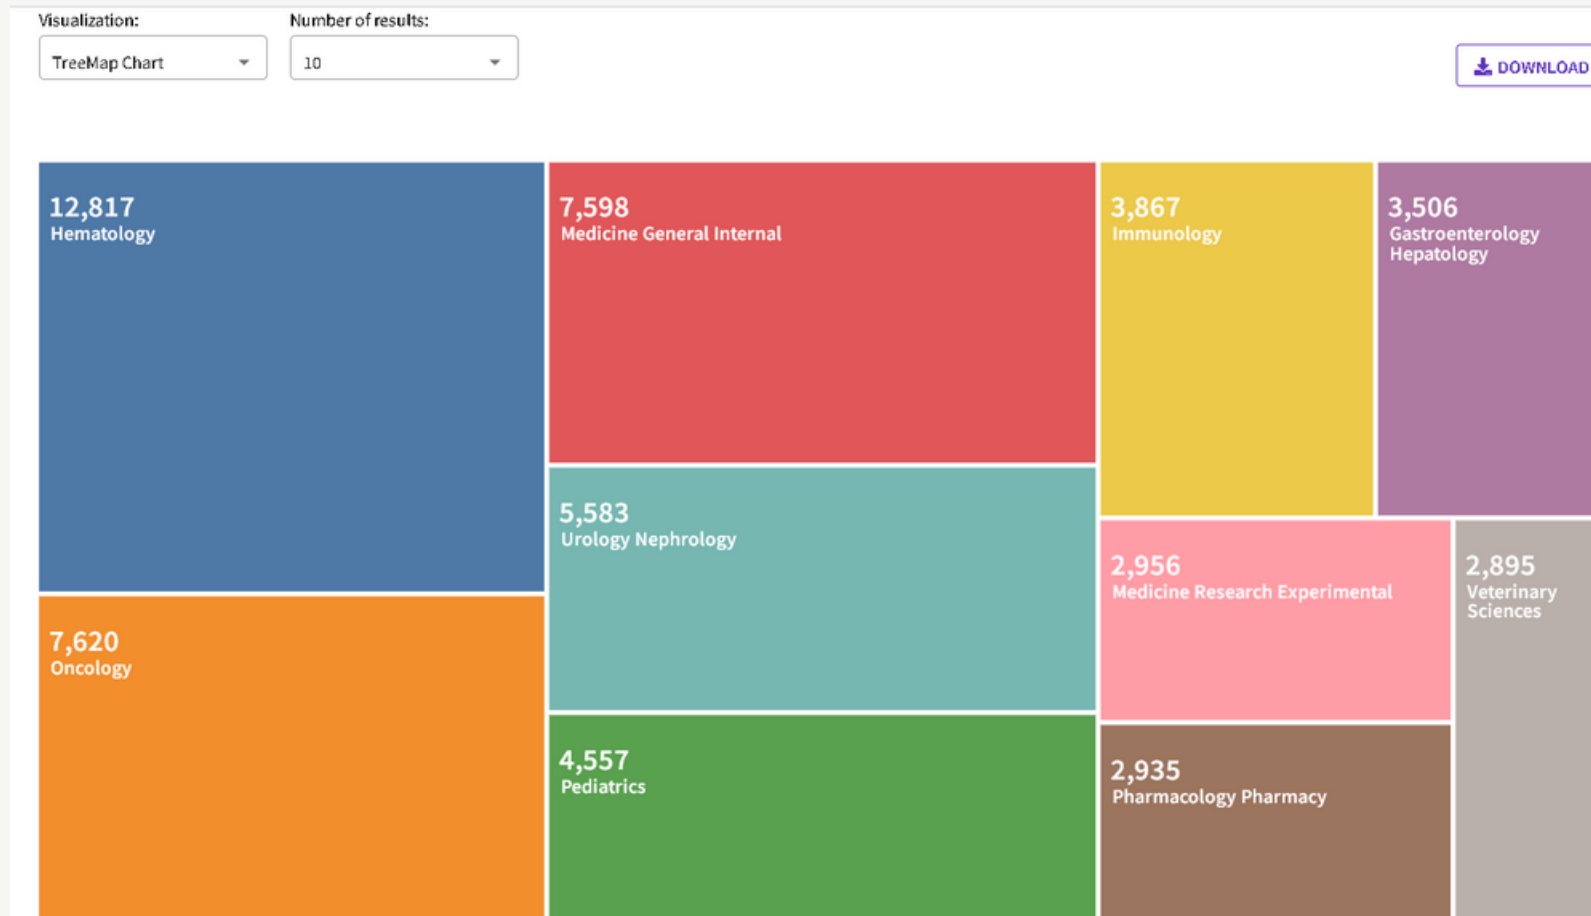 Visualization:
Number of results:
TreeMap Chart
10
DOWNLOAD
12,817
Hematology
7,598
Medicine General Internal
3,867
Immunology
3,506
Gastroenterology
Hepatology
5,583
Urology Nephrology
2,956
Medicine Research Experimental
2,895
Veterinary
Sciences
7,620
Oncology
4,557
Pediatrics
2,935
Pharmacology Pharmacy